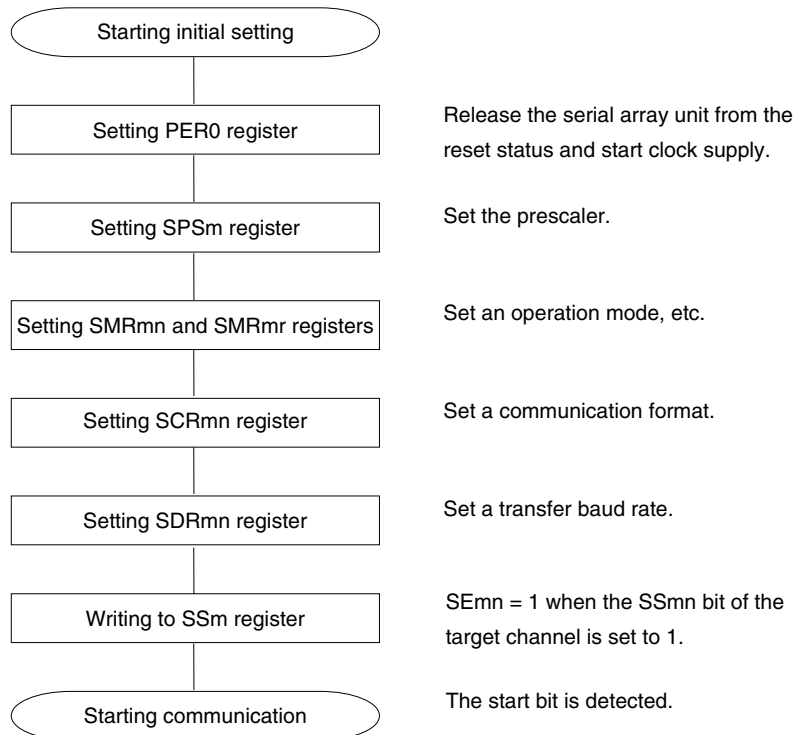 Starting initial setting
Setting PER0 register
Release the serial array unit from the
reset status and start clock supply.
Setting SPSm register
Set the prescaler.
Setting SMRmn and SMRmr registers
Set an operation mode, etc.
Setting SCRmn register
Set a communication format.
Setting SDRmn register
Set a transfer baud rate.
Writing to SSm register
SEmn = 1 when the SSmn bit of the
target channel is set to 1.
Starting communication
The start bit is detected.